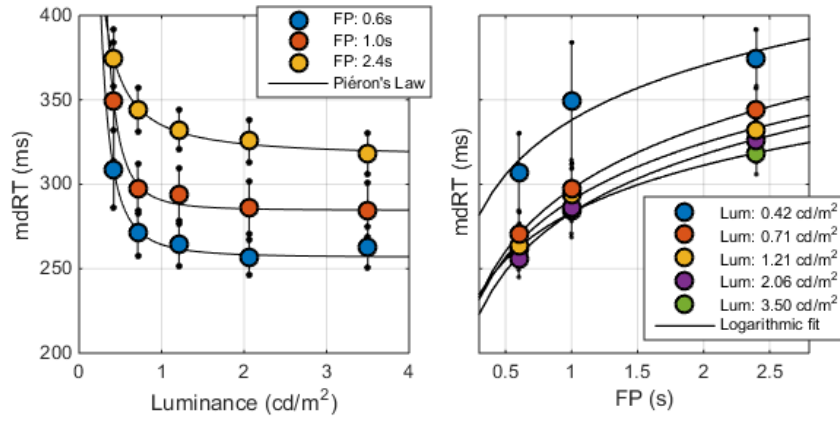 400
350
300
250
200
mdRT (ms)
0
1
2
3
4
Luminance (cd/m²)
FP: 0.6s
FP: 1.0s
FP: 2.4s
Piéron's Law
mdRT (ms)
0.5
1
1.5
2
2.5
FP (s)
Lum: 0.42 cd/m²
Lum: 0.71 cd/m²
Lum: 1.21 cd/m²
Lum: 2.06 cd/m²
Lum: 3.50 cd/m²
Logarithmic fit